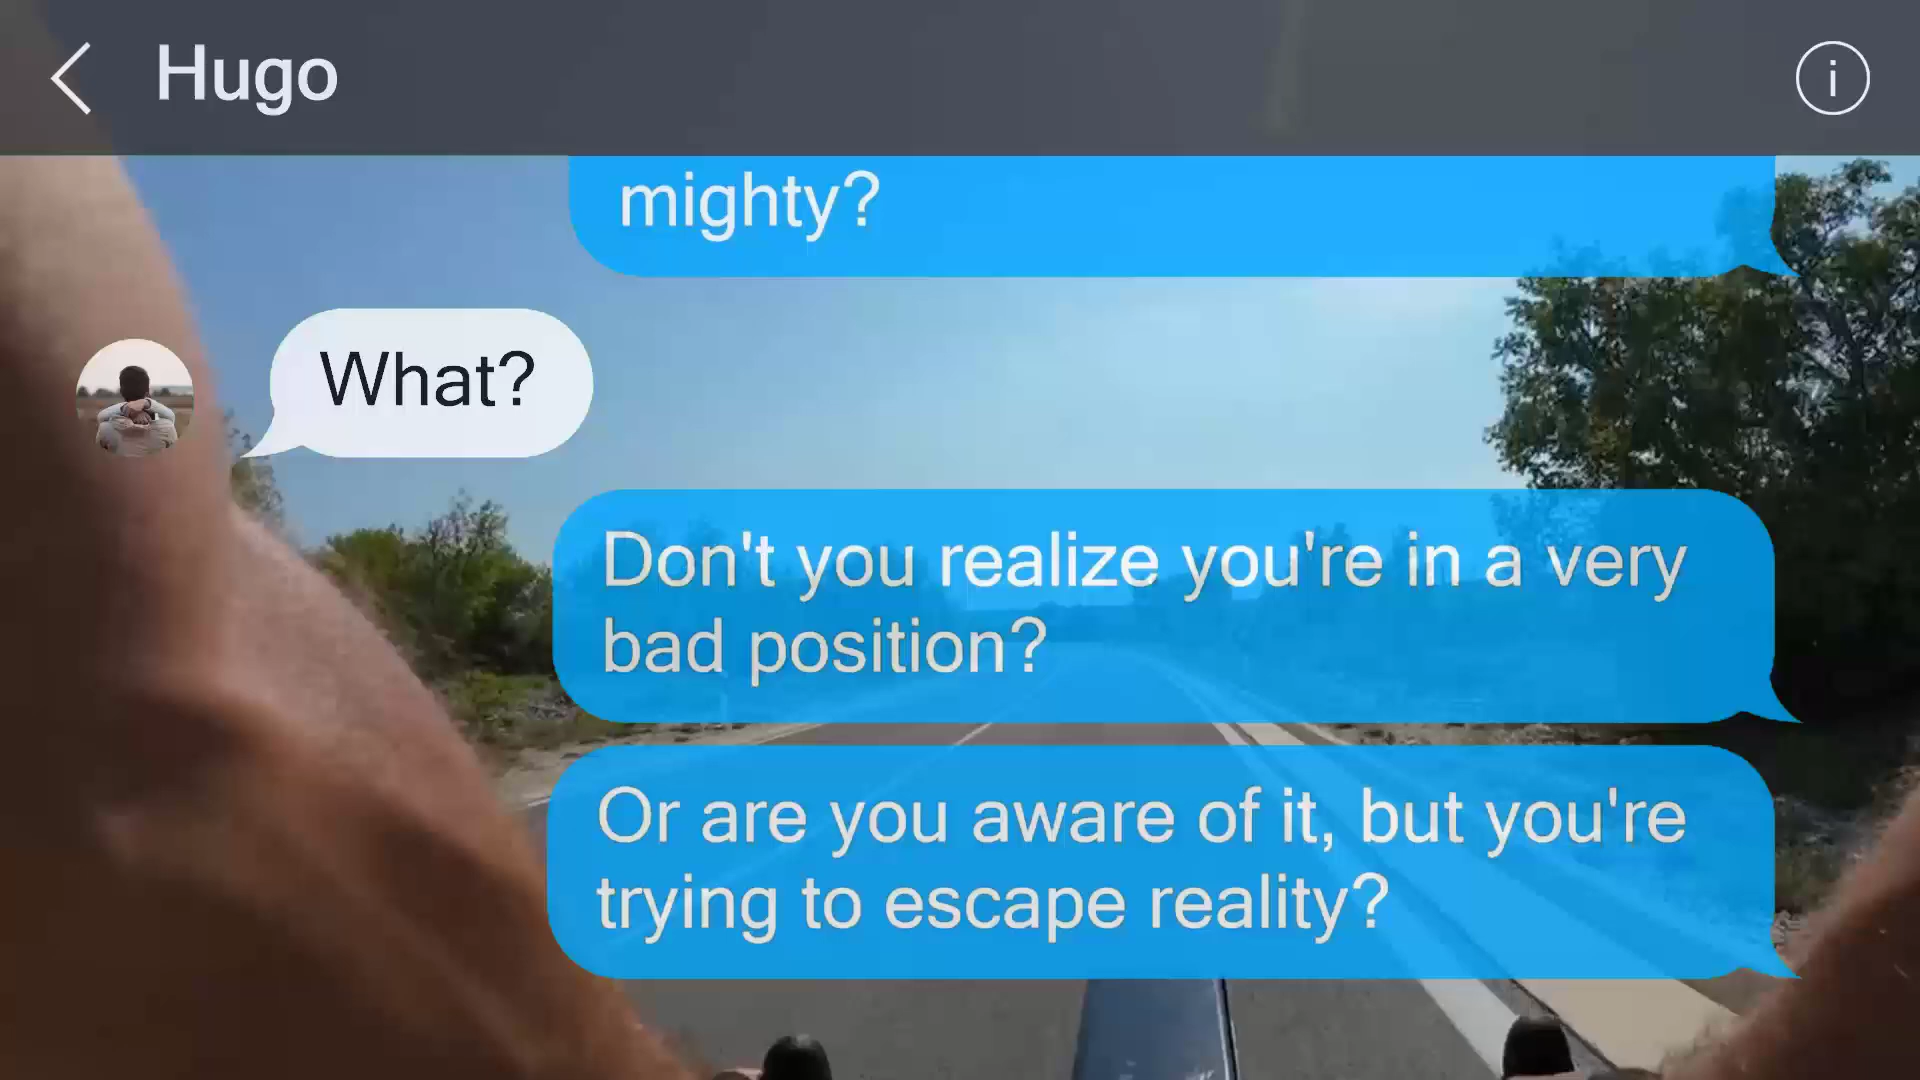 Hugo
mighty?
What?
Don't you realize you're in a very
bad position?
Or are you aware of it, but you're
trying to escape reality?